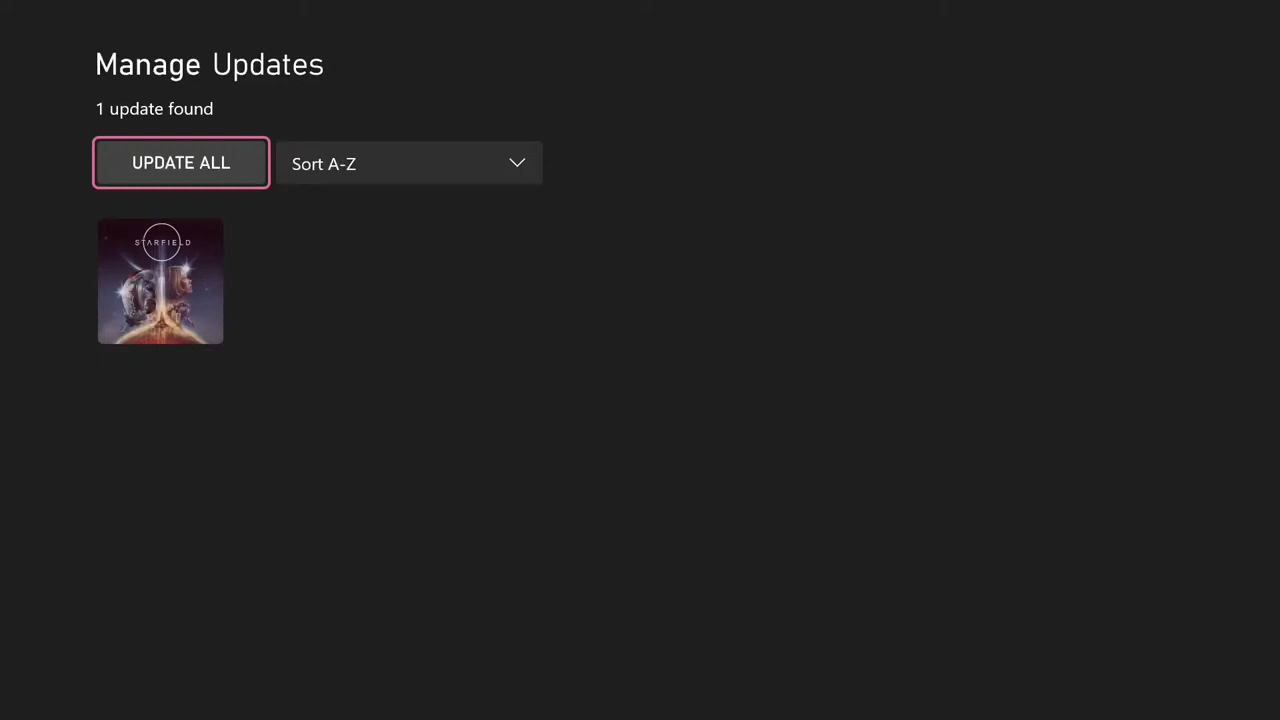 Manage Updates
1 update found
UPDATE ALL
Sort A-Z
STARFIELD